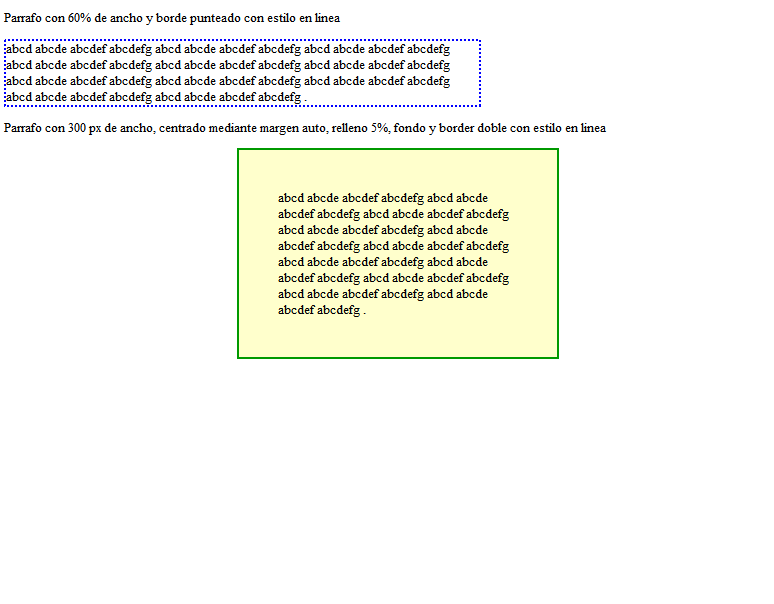 Parrafo con 60% de ancho y borde punteado con estilo en linea
abcd abcde abcdef abcdefg abcd abcde abcdef abcdefg abcd abcde abcdef abcdefg
abcd abcde abcdef abcdefg abcd abcde abcdef abcdefg abcd abcde abcdef abcdefg
abcd abcde abcdef abcdefg abcd abcde abcdef abcdefg abcd abcde abcdef abcdefg
abcd abcde abcdef abcdefg abcd abcde abcdef abcdefg .
Parrafo con 300 px de ancho, centrado mediante margen auto, relleno 5%, fondo y border doble con estilo en linea
abcd abcde abcdef abcdefg abcd abcde
abcdef abcdefg abcd abcde abcdef abcdefg
abcd abcde abcdef abcdefg abcd abcde
abcdef abcdefg abcd abcde abcdef abcdefg
abcd abcde abcdef abcdefg abcd abcde
abcdef abcdefg abcd abcde abcdef abcdefg
abcd abcde abcdef abcdefg abcd abcde
abcdef abcdefg .